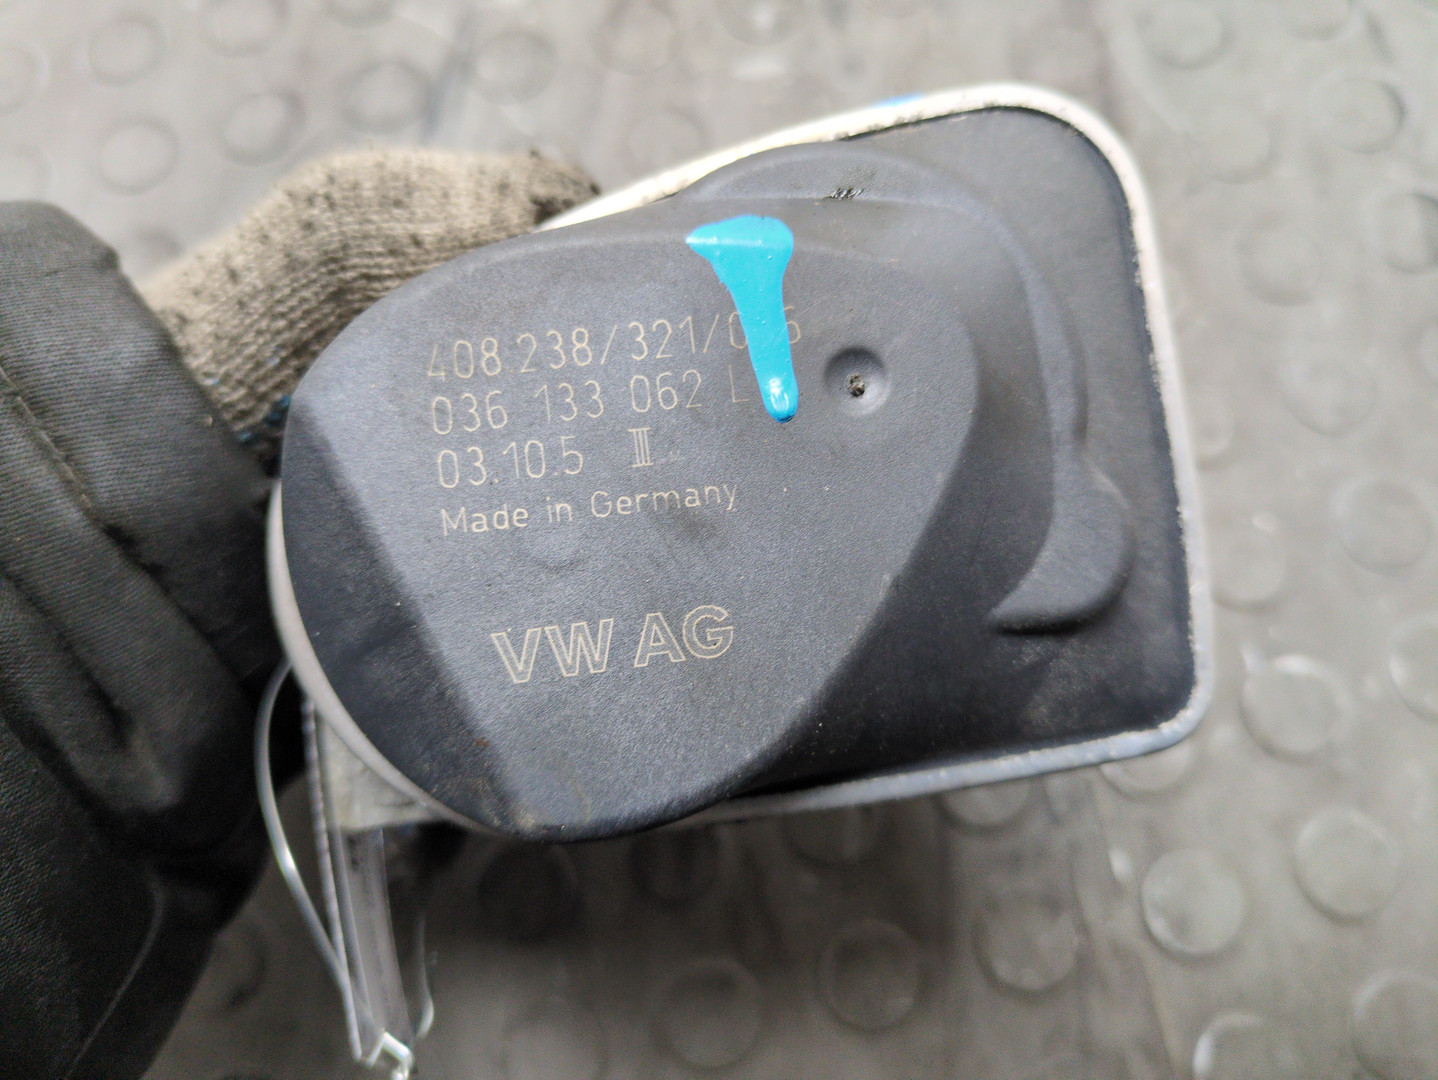 408 238/321/0
036 133 062 L
03.10.5 III
Made in Germany
VW AG